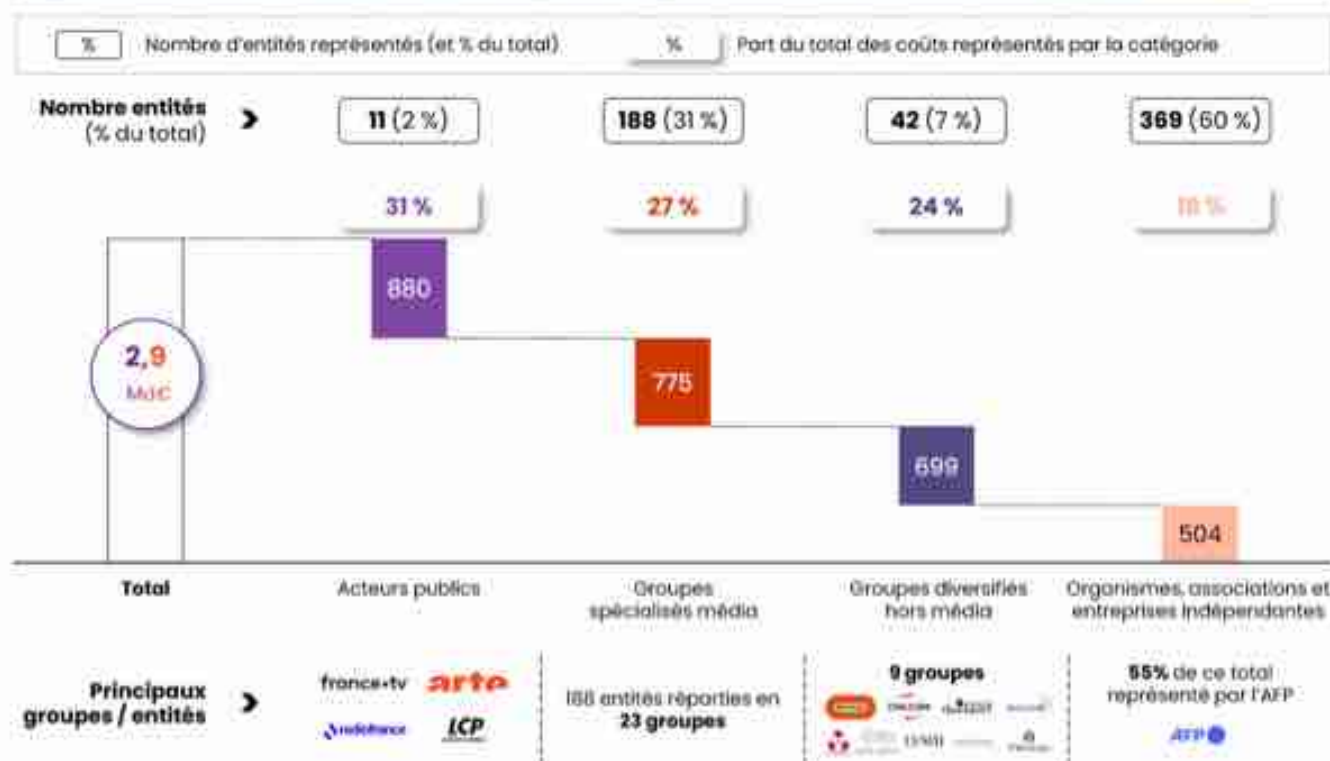 % Nombre d'entités représentés (et % du total) % Part du total des coûts représentés par la catégorie
Nombre entités
(% du total)
11 (2 %) 188 (31 %) 42 (7 %) 369 (60 %)
31 % 27 % 24 % 18 %
880
2,9
Md€
775
699
504
Total Acteurs publics Groupes Groupes diversifiés Organismes, associations et
spécialisés média hors média entreprises indépendantes
Principaux
groupes / entités
france•tv arte
radiofrance LCP
188 entités réparties en
23 groupes
9 groupes
55% de ce total
représenté par l'AFP
AFP